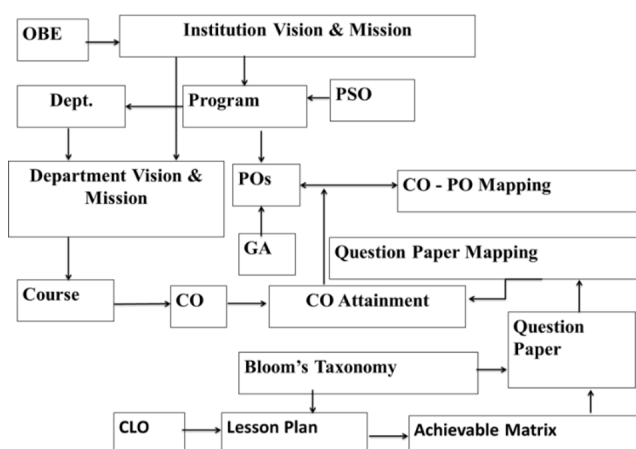 OBE
Institution Vision & Mission
Dept.
Program
PSO
Department Vision &
Mission
POs
CO - PO Mapping
GA
Question Paper Mapping
Course
CO
CO Attainment
Question
Paper
Bloom's Taxonomy
CLO
Lesson Plan
Achievable Matrix